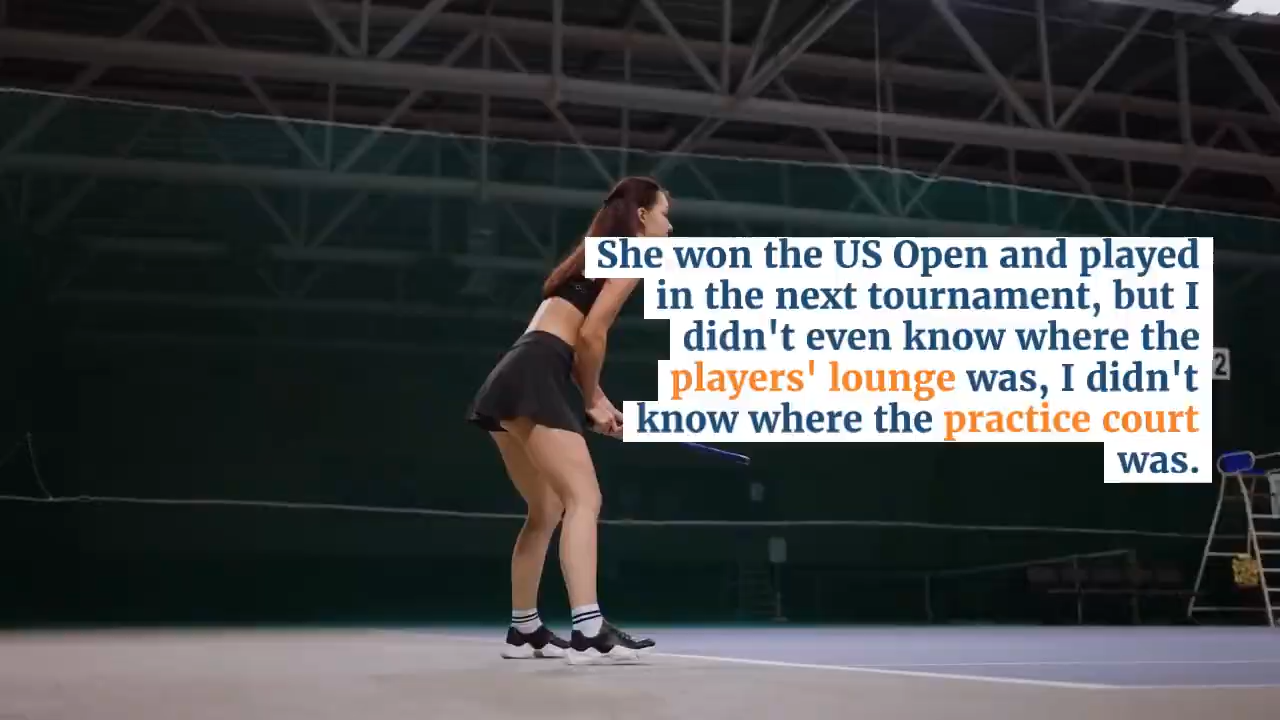 She won the US Open and played
in the next tournament, but I
didn't even know where the
players' lounge was, I didn't
know where the practice court
was.
2